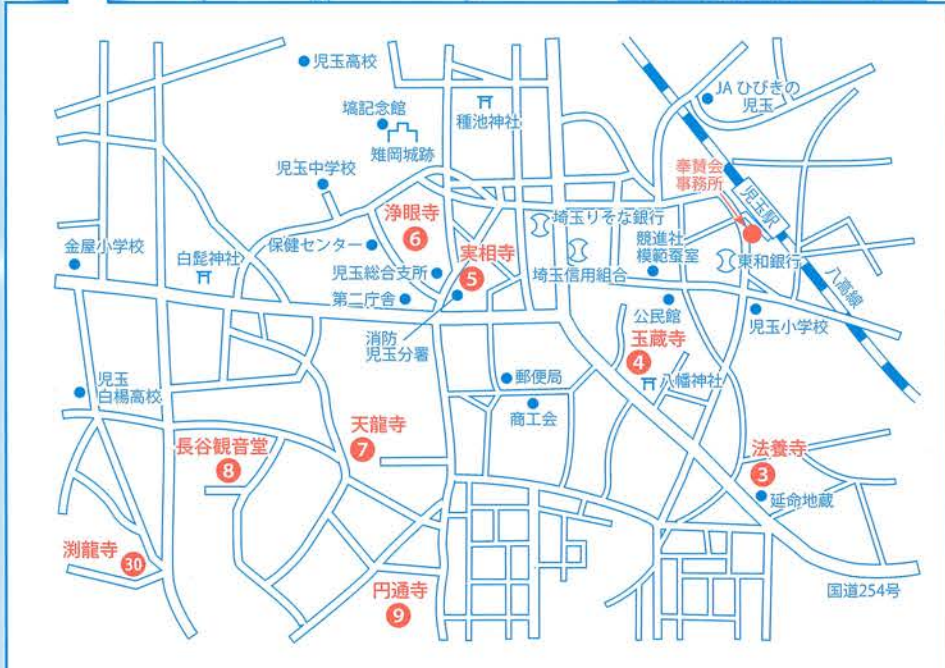 児玉高校
JA ひびきの
児玉
塙記念館
種池神社
雉岡城跡
奉賛会
事務所
児玉中学校
児玉駅
浄眼寺
6
埼玉りそな銀行
競進社
模範蚕室
金屋小学校
白髭神社
保健センター
実相寺
5
東和銀行
児玉総合支所
埼玉信用組合
八高線
第二庁舎
公民館
児玉小学校
消防
児玉分署
玉蔵寺
4
八幡神社
児玉
白楊高校
郵便局
商工会
天龍寺
7
長谷観音堂
8
法養寺
3
延命地蔵
渕龍寺
30
円通寺
9
国道254号